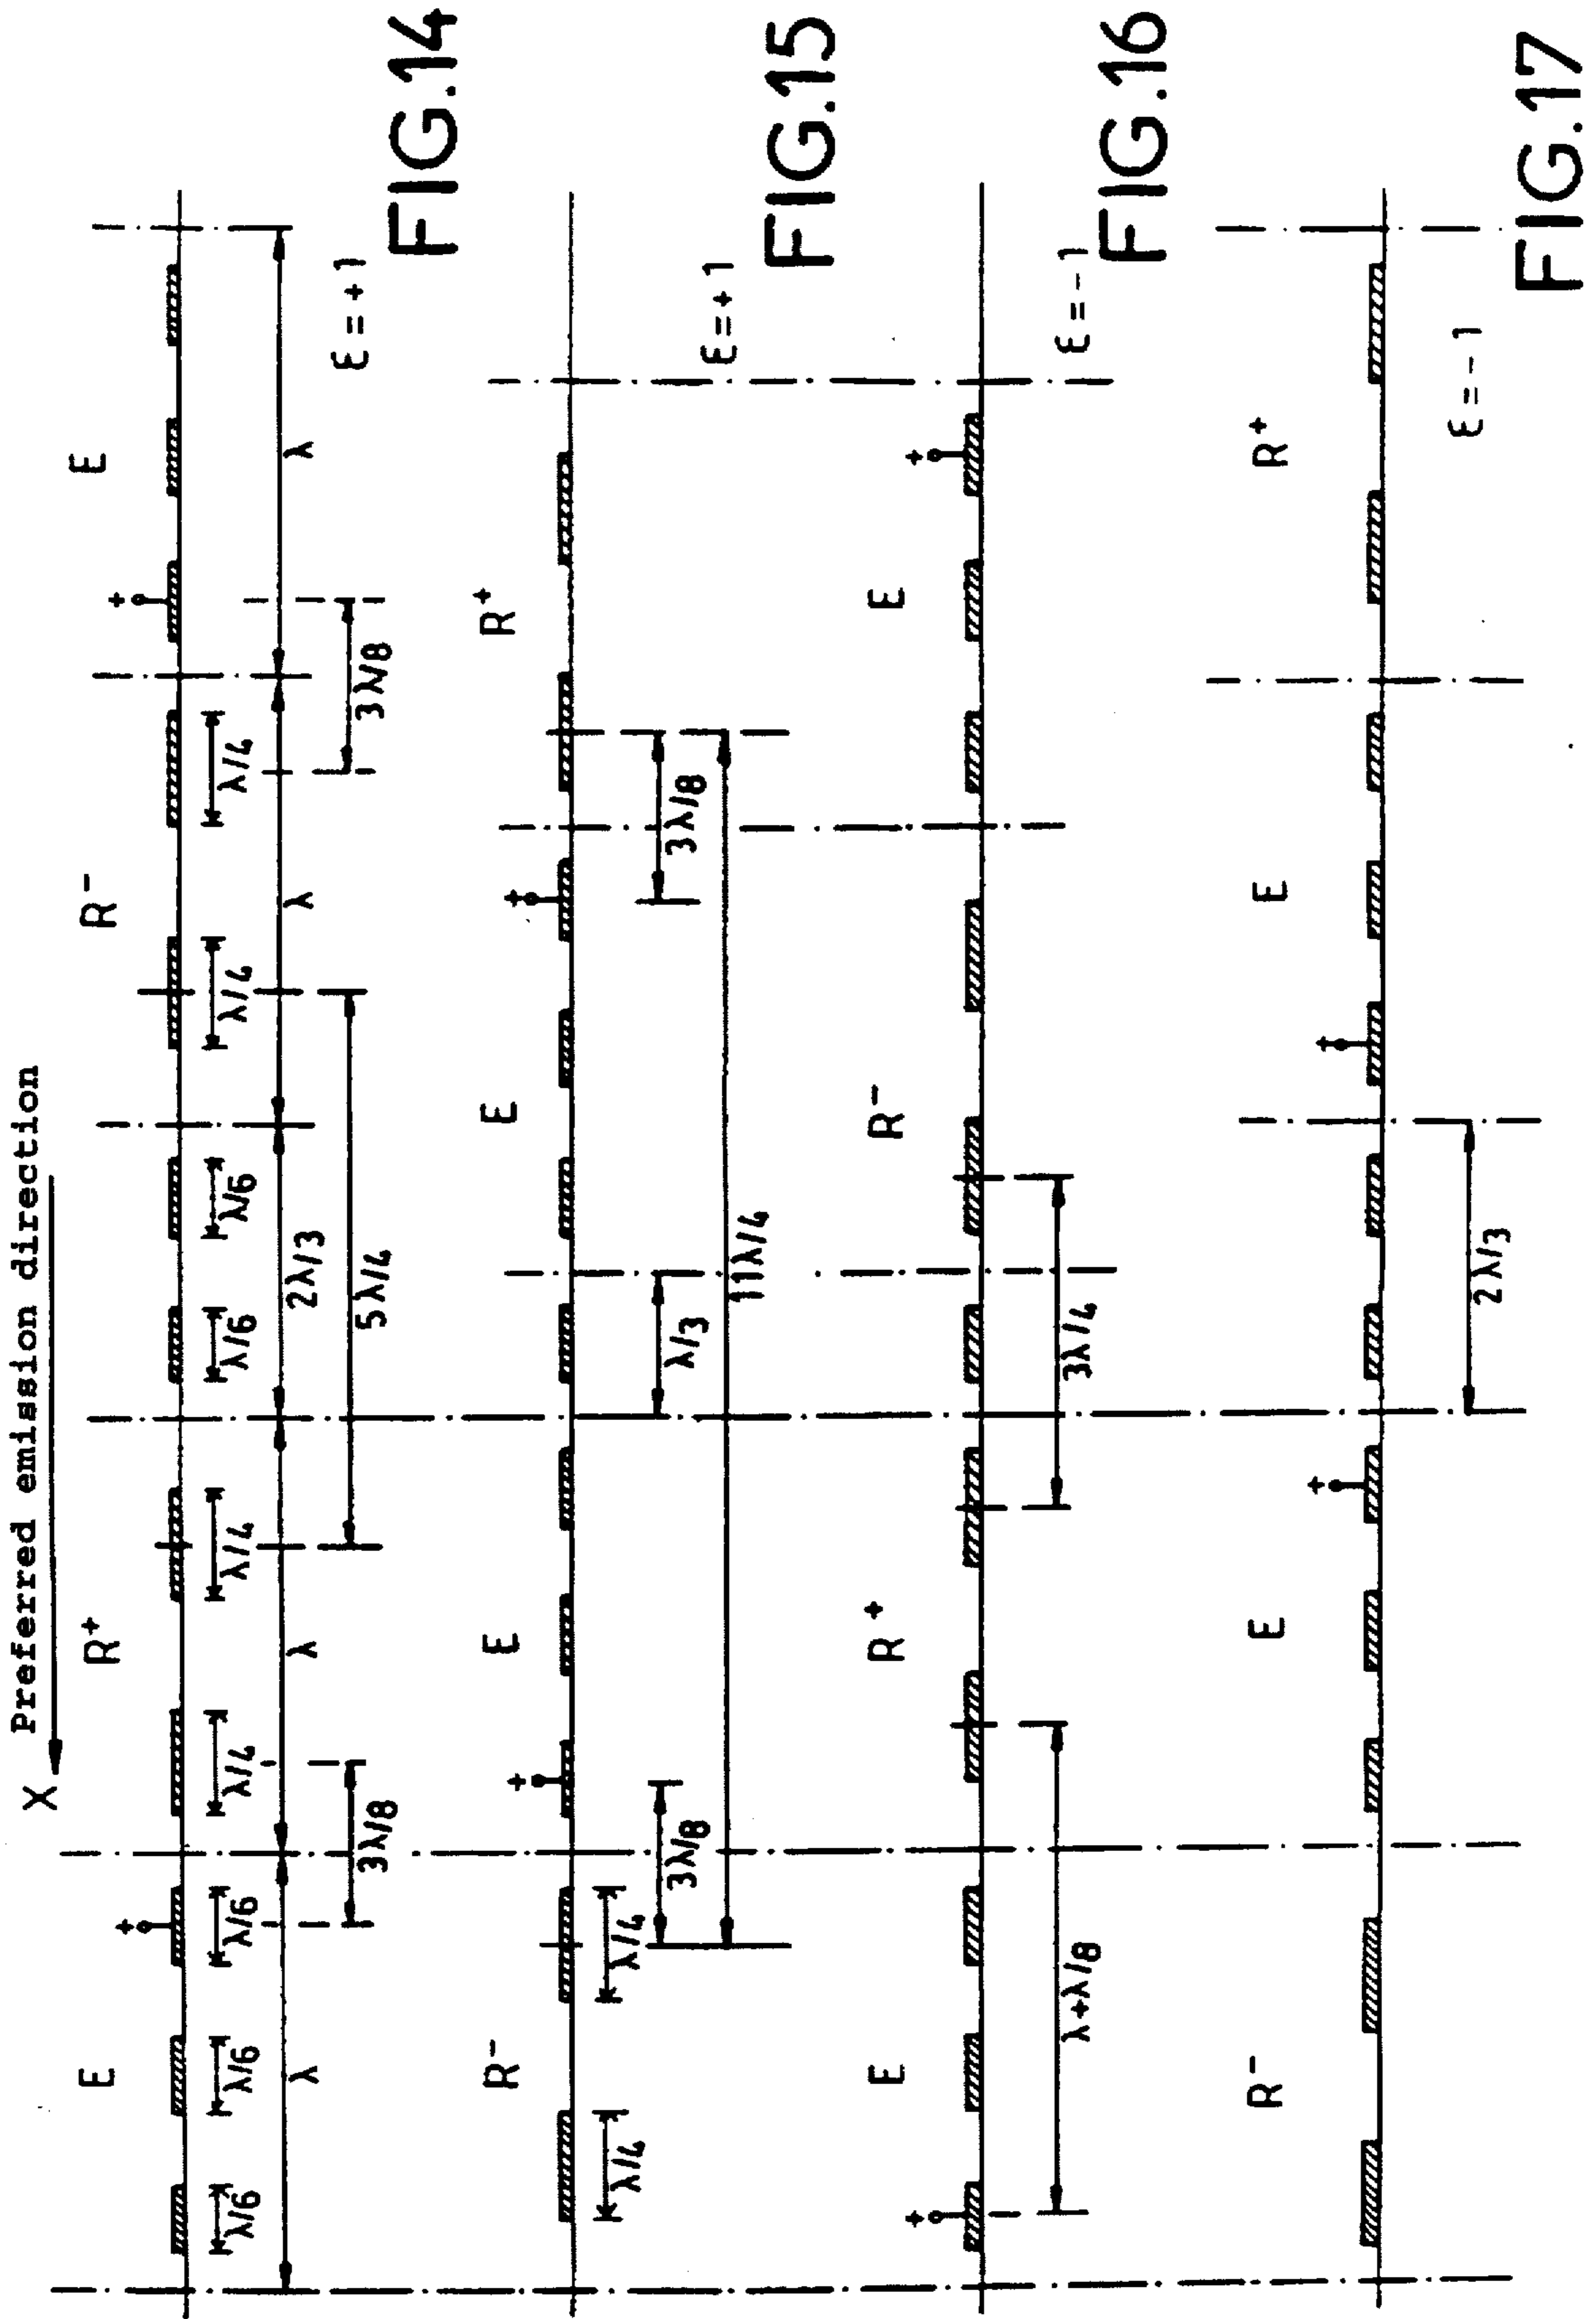 X Preferred emission direction
E R⁺ R⁻ E
+ +
λ/6 λ/6 λ/6 λ/4 λ/4 λ/6 λ/6 λ/4 λ/4
λ λ 2λ/3 λ λ
3λ/8 5λ/4 3λ/8
ε = +1
FIG.14
R⁻ E E R⁺
+ +
λ/4 λ/4
3λ/8 λ/3 3λ/8
11λ/4
ε = +1
FIG.15
E R⁺ R⁻ E
+ +
λ+λ/8 3λ/4
ε = -1
FIG.16
R⁻ E E R⁺
+ +
2λ/3
ε = -1
FIG.17